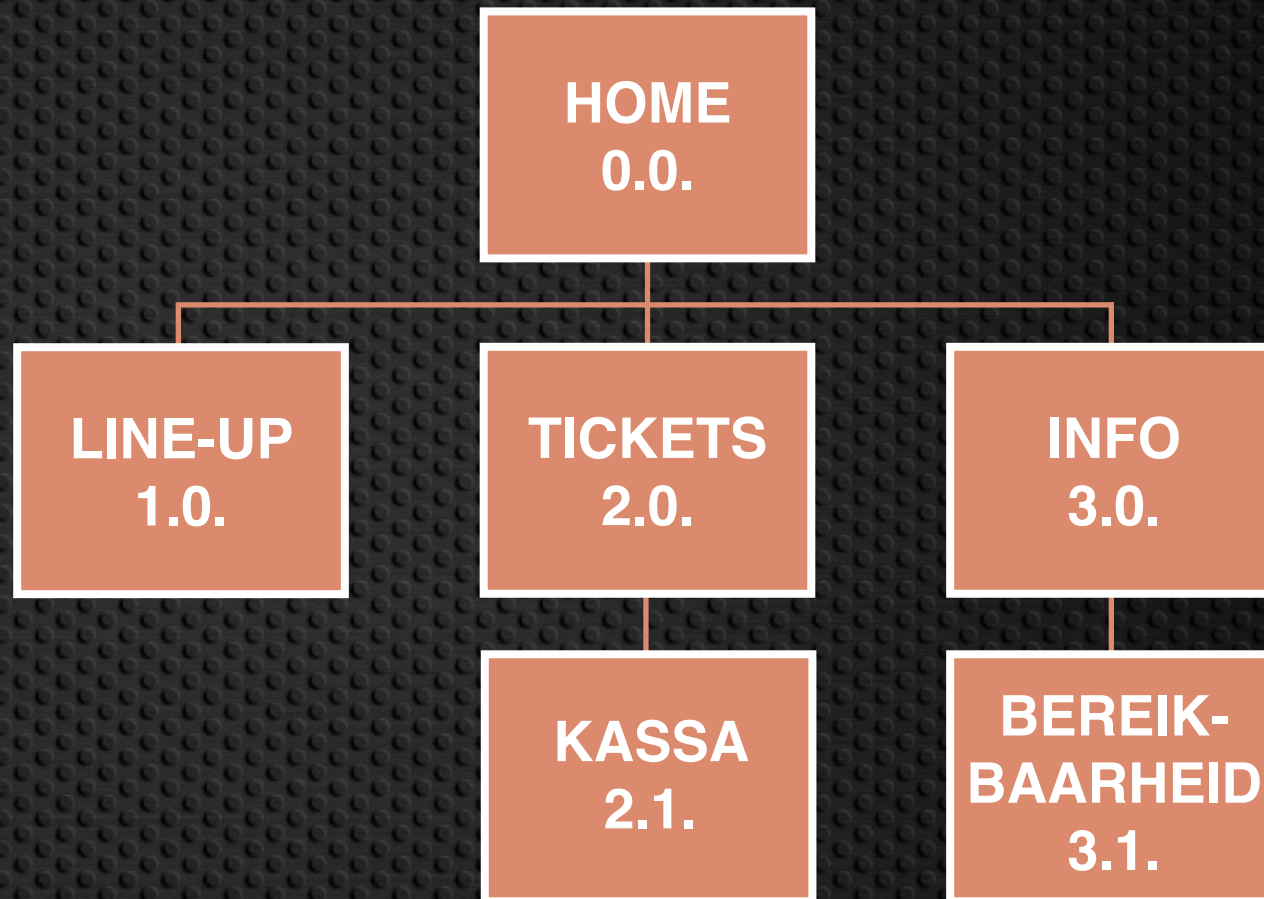 HOME
0.0.
LINE-UP
1.0.
TICKETS
2.0.
INFO
3.0.
KASSA
2.1.
BEREIK-
BAARHEID
3.1.